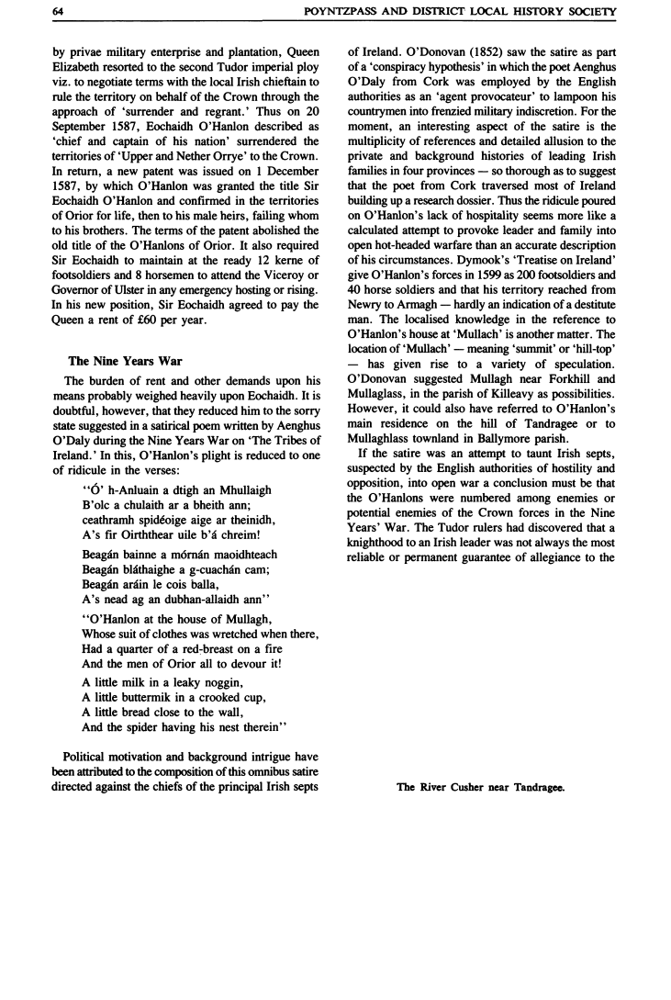 64
POYNTZPASS AND DISTRICT LOCAL HISTORY SOCIETY
by privae military enterprise and plantation, Queen
Elizabeth resorted to the second Tudor imperial ploy
viz. to negotiate terms with the local Irish chieftain to
rule the territory on behalf of the Crown through the
approach of ‘surrender and regrant.’ Thus on 20
September 1587, Eochaidh O’Hanlon described as
‘chief and captain of his nation’ surrendered the
territories of ‘Upper and Nether Orrye’ to the Crown.
In return, a new patent was issued on 1 December
1587, by which O’Hanlon was granted the title Sir
Eochaidh O’Hanlon and confirmed in the territories
of Orior for life, then to his male heirs, failing whom
to his brothers. The terms of the patent abolished the
old title of the O’Hanlons of Orior. It also required
Sir Eochaidh to maintain at the ready 12 kerne of
footsoldiers and 8 horsemen to attend the Viceroy or
Governor of Ulster in any emergency hosting or rising.
In his new position, Sir Eochaidh agreed to pay the
Queen a rent of £60 per year.
The Nine Years War
The burden of rent and other demands upon his
means probably weighed heavily upon Eochaidh. It is
doubtful, however, that they reduced him to the sorry
state suggested in a satirical poem written by Aenghus
O’Daly during the Nine Years War on ‘The Tribes of
Ireland.’ In this, O’Hanlon’s plight is reduced to one
of ridicule in the verses:
‘‘Ó’ h-Anluain a dtigh an Mhullaigh
B’olc a chulaith ar a bheith ann;
ceathramh spidéoige aige ar theinidh,
A’s fir Oirththear uile b’á chreim!
Beagán bainne a mórnán maoidhteach
Beagán bláthaighe a g-cuachán cam;
Beagán aráin le cois balla,
A’s nead ag an dubhan-allaidh ann’’
‘‘O’Hanlon at the house of Mullagh,
Whose suit of clothes was wretched when there,
Had a quarter of a red-breast on a fire
And the men of Orior all to devour it!
A little milk in a leaky noggin,
A little buttermik in a crooked cup,
A little bread close to the wall,
And the spider having his nest therein’’
Political motivation and background intrigue have
been attributed to the composition of this omnibus satire
directed against the chiefs of the principal Irish septs
of Ireland. O’Donovan (1852) saw the satire as part
of a ‘conspiracy hypothesis’ in which the poet Aenghus
O’Daly from Cork was employed by the English
authorities as an ‘agent provocateur’ to lampoon his
countrymen into frenzied military indiscretion. For the
moment, an interesting aspect of the satire is the
multiplicity of references and detailed allusion to the
private and background histories of leading Irish
families in four provinces — so thorough as to suggest
that the poet from Cork traversed most of Ireland
building up a research dossier. Thus the ridicule poured
on O’Hanlon’s lack of hospitality seems more like a
calculated attempt to provoke leader and family into
open hot-headed warfare than an accurate description
of his circumstances. Dymook’s ‘Treatise on Ireland’
give O’Hanlon’s forces in 1599 as 200 footsoldiers and
40 horse soldiers and that his territory reached from
Newry to Armagh — hardly an indication of a destitute
man. The localised knowledge in the reference to
O’Hanlon’s house at ‘Mullach’ is another matter. The
location of ‘Mullach’ — meaning ‘summit’ or ‘hill-top’
— has given rise to a variety of speculation.
O’Donovan suggested Mullagh near Forkhill and
Mullaglass, in the parish of Killeavy as possibilities.
However, it could also have referred to O’Hanlon’s
main residence on the hill of Tandragee or to
Mullaghlass townland in Ballymore parish.
If the satire was an attempt to taunt Irish septs,
suspected by the English authorities of hostility and
opposition, into open war a conclusion must be that
the O’Hanlons were numbered among enemies or
potential enemies of the Crown forces in the Nine
Years’ War. The Tudor rulers had discovered that a
knighthood to an Irish leader was not always the most
reliable or permanent guarantee of allegiance to the
The River Cusher near Tandragee.